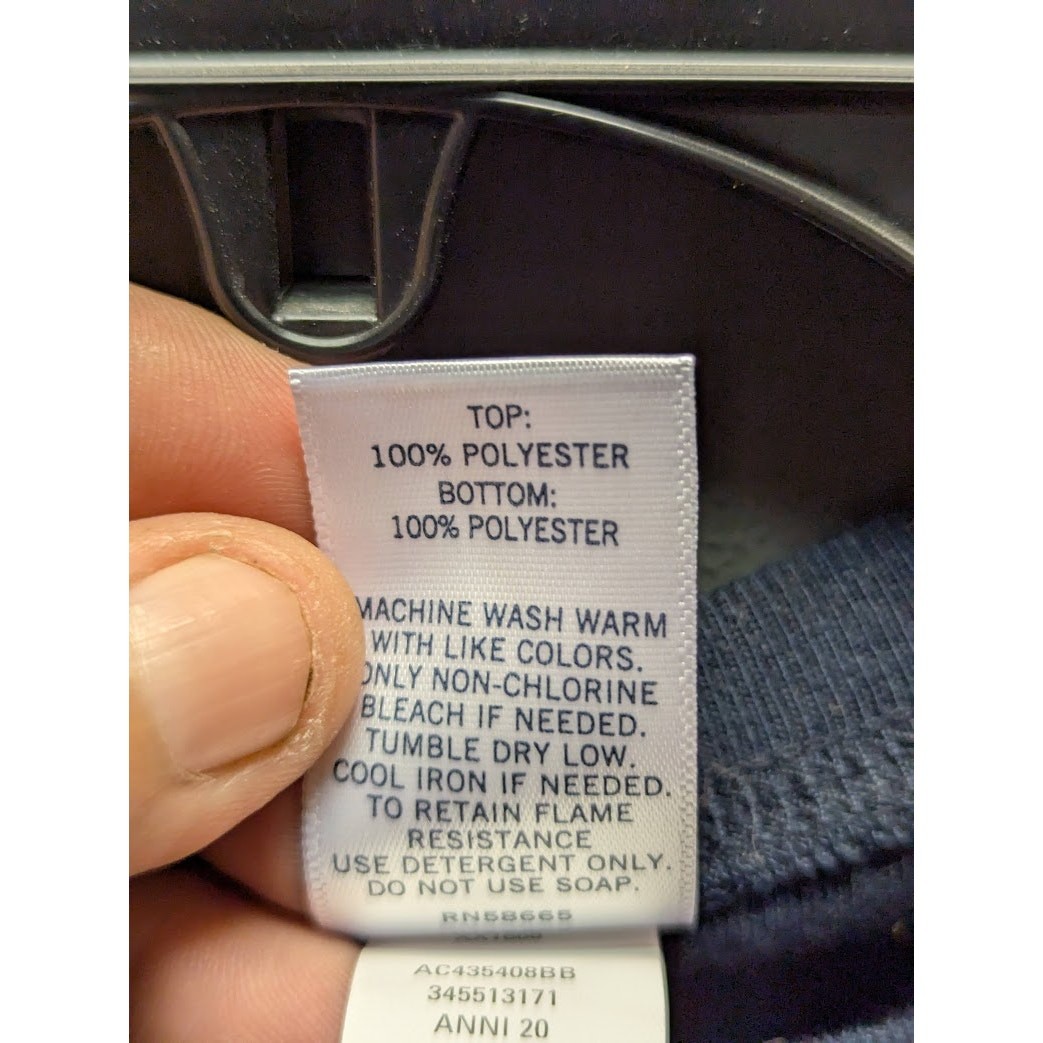 TOP:
100% POLYESTER
BOTTOM:
100% POLYESTER
MACHINE WASH WARM
WITH LIKE COLORS.
ONLY NON-CHLORINE
BLEACH IF NEEDED.
TUMBLE DRY LOW.
COOL IRON IF NEEDED.
TO RETAIN FLAME
RESISTANCE
USE DETERGENT ONLY.
DO NOT USE SOAP.
RN58665
AC435408BB
345513171
ANNI 20